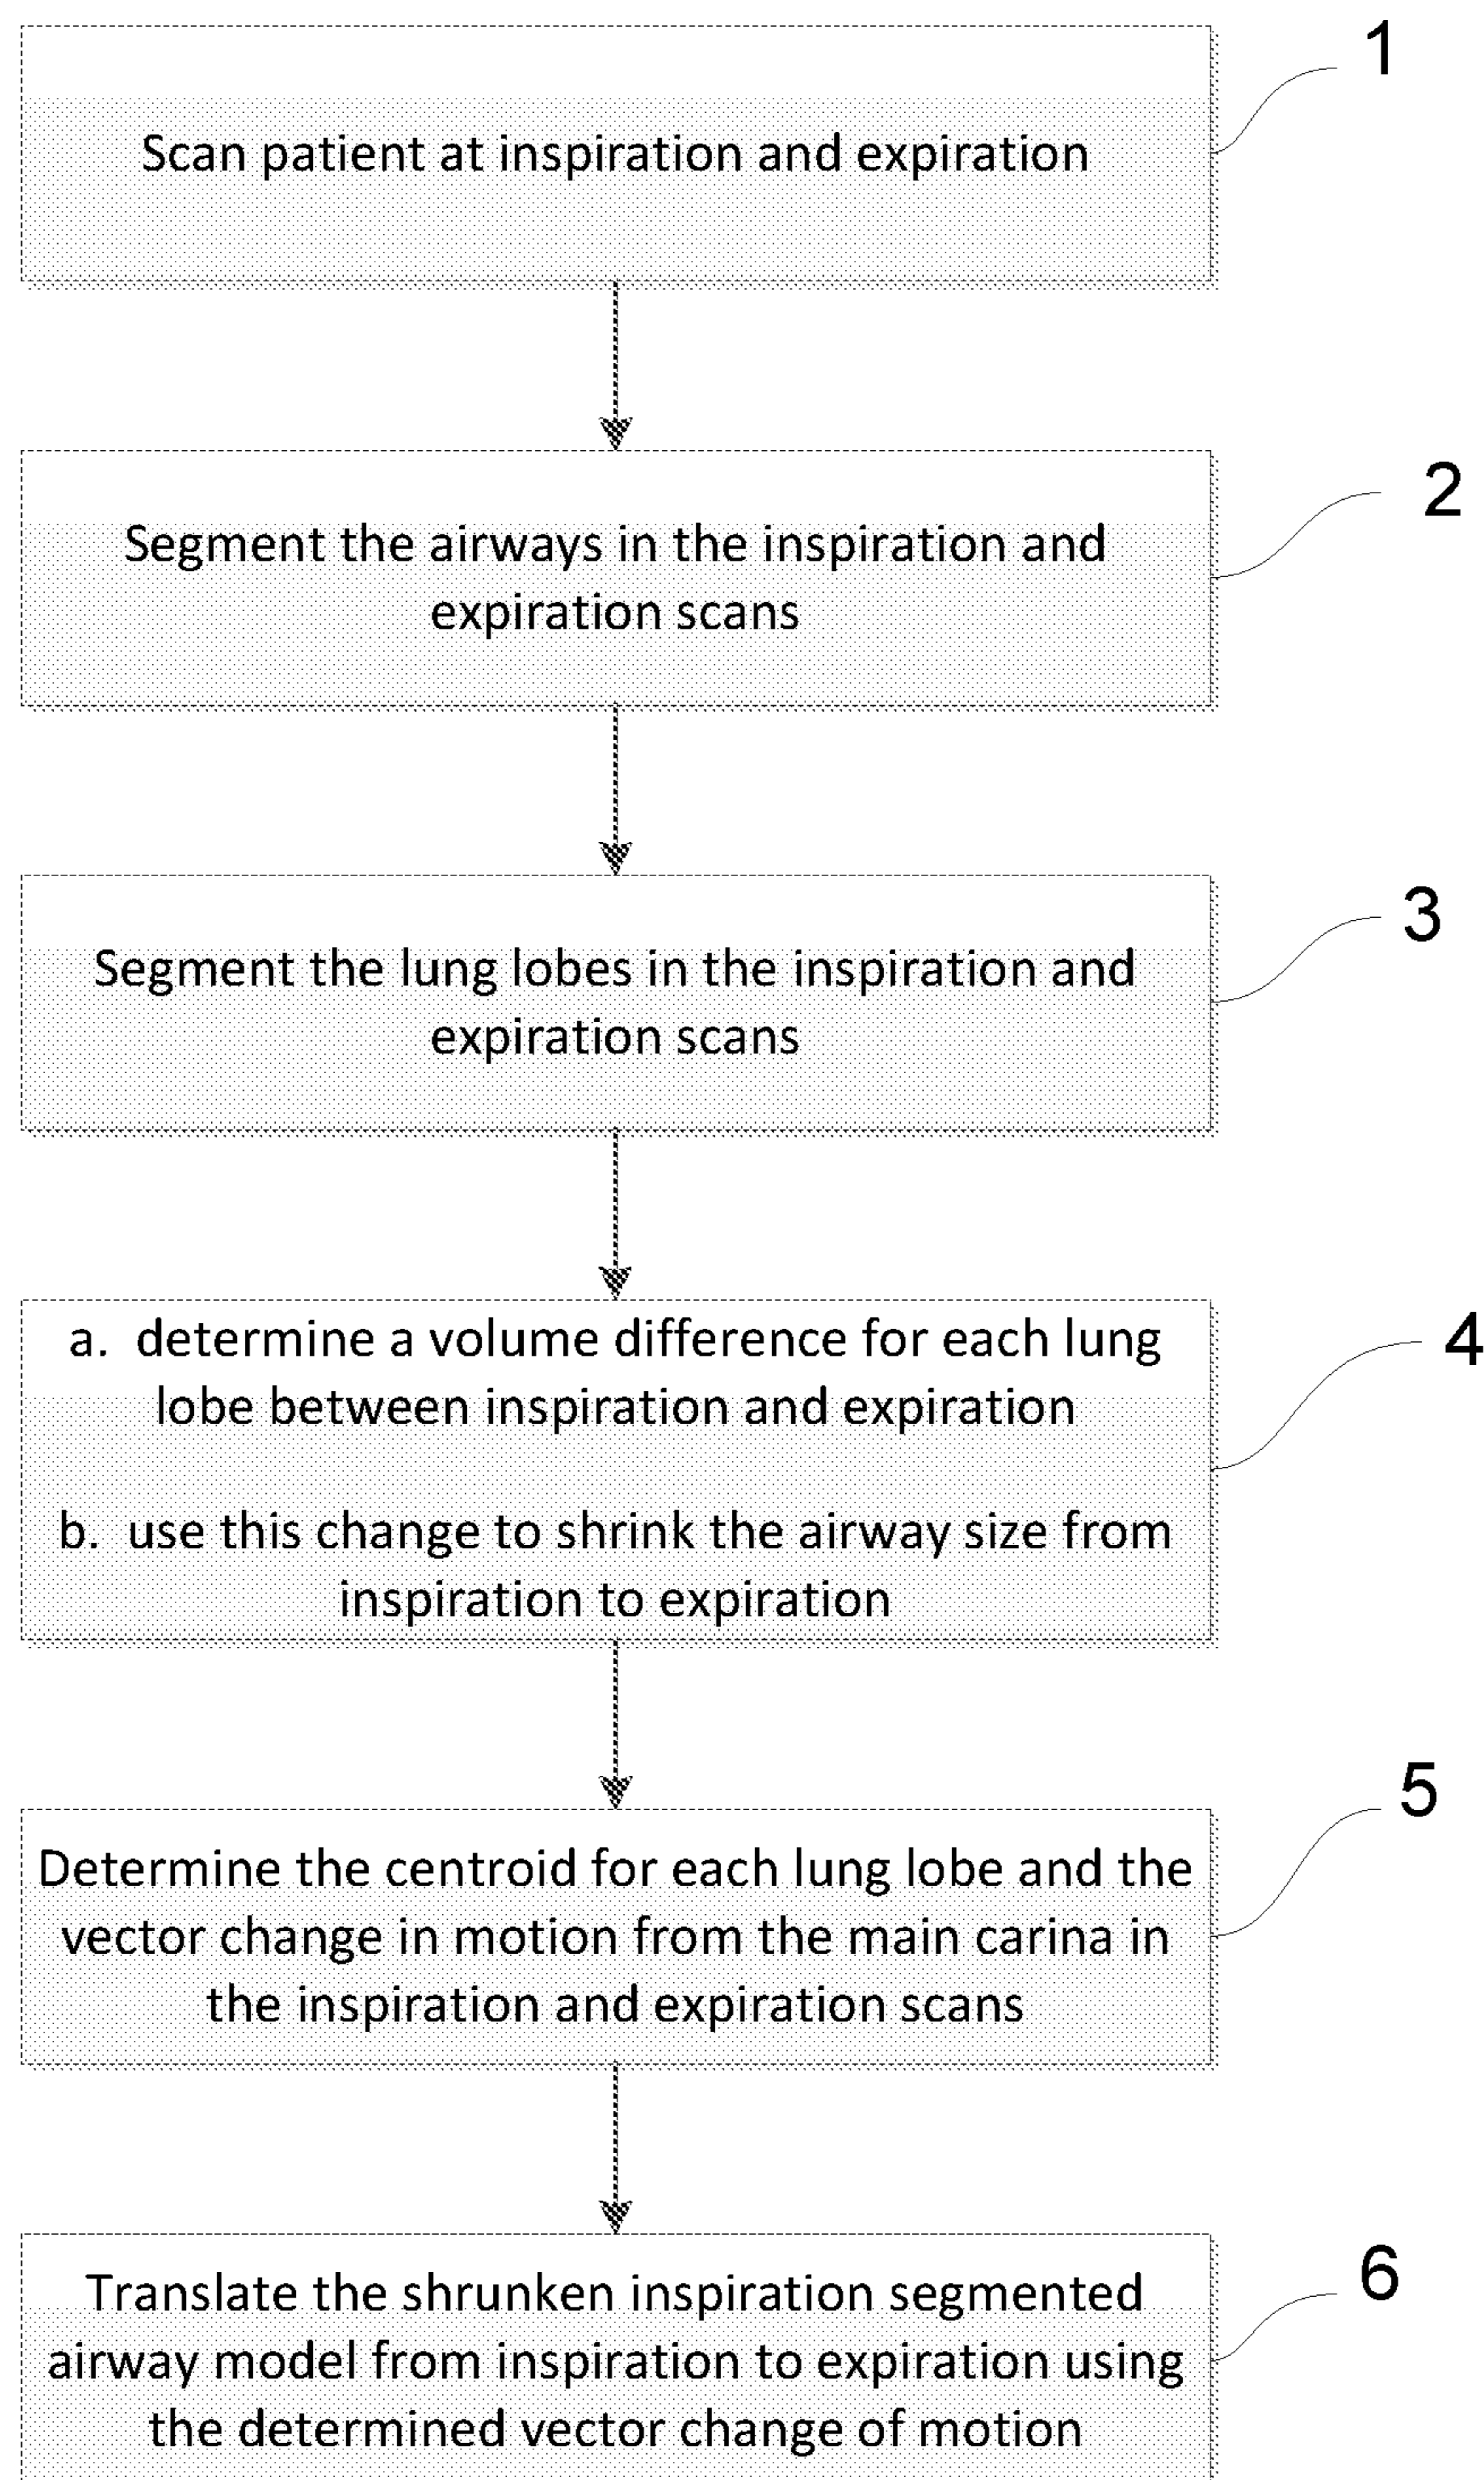 1
Scan patient at inspiration and expiration
2
Segment the airways in the inspiration and
expiration scans
3
Segment the lung lobes in the inspiration and
expiration scans
4
a. determine a volume difference for each lung
lobe between inspiration and expiration
b. use this change to shrink the airway size from
inspiration to expiration
5
Determine the centroid for each lung lobe and the
vector change in motion from the main carina in
the inspiration and expiration scans
6
Translate the shrunken inspiration segmented
airway model from inspiration to expiration using
the determined vector change of motion